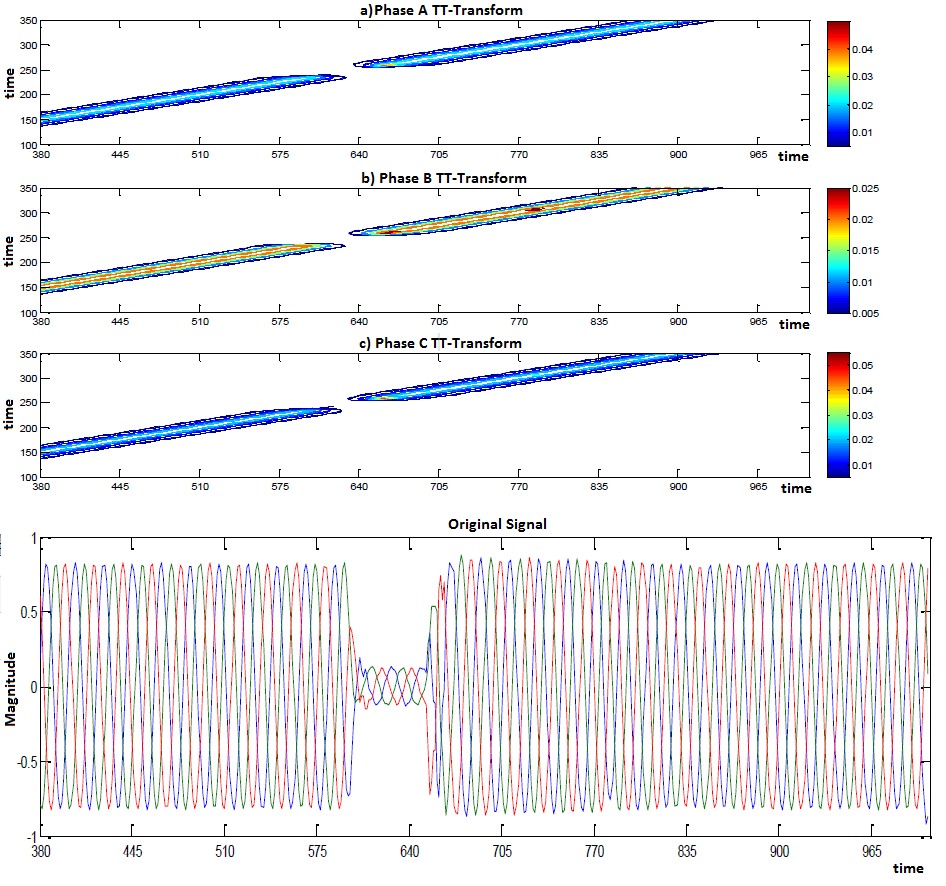 a)Phase A TT-Transform
time
350
300
250
200
150
100
380 445 510 575 640 705 770 835 900 965 time
0.04
0.03
0.02
0.01
b) Phase B TT-Transform
time
350
300
250
200
150
100
380 445 510 575 640 705 770 835 900 965
time
0.025
0.02
0.015
0.01
0.005
c) Phase C TT-Transform
time
350
300
250
200
150
100
380 445 510 575 640 705 770 835 900 965 time
0.05
0.04
0.03
0.02
0.01
Original Signal
Magnitude
1
0.5
0
-0.5
-1
380 445 510 575 640 705 770 835 900 965
time